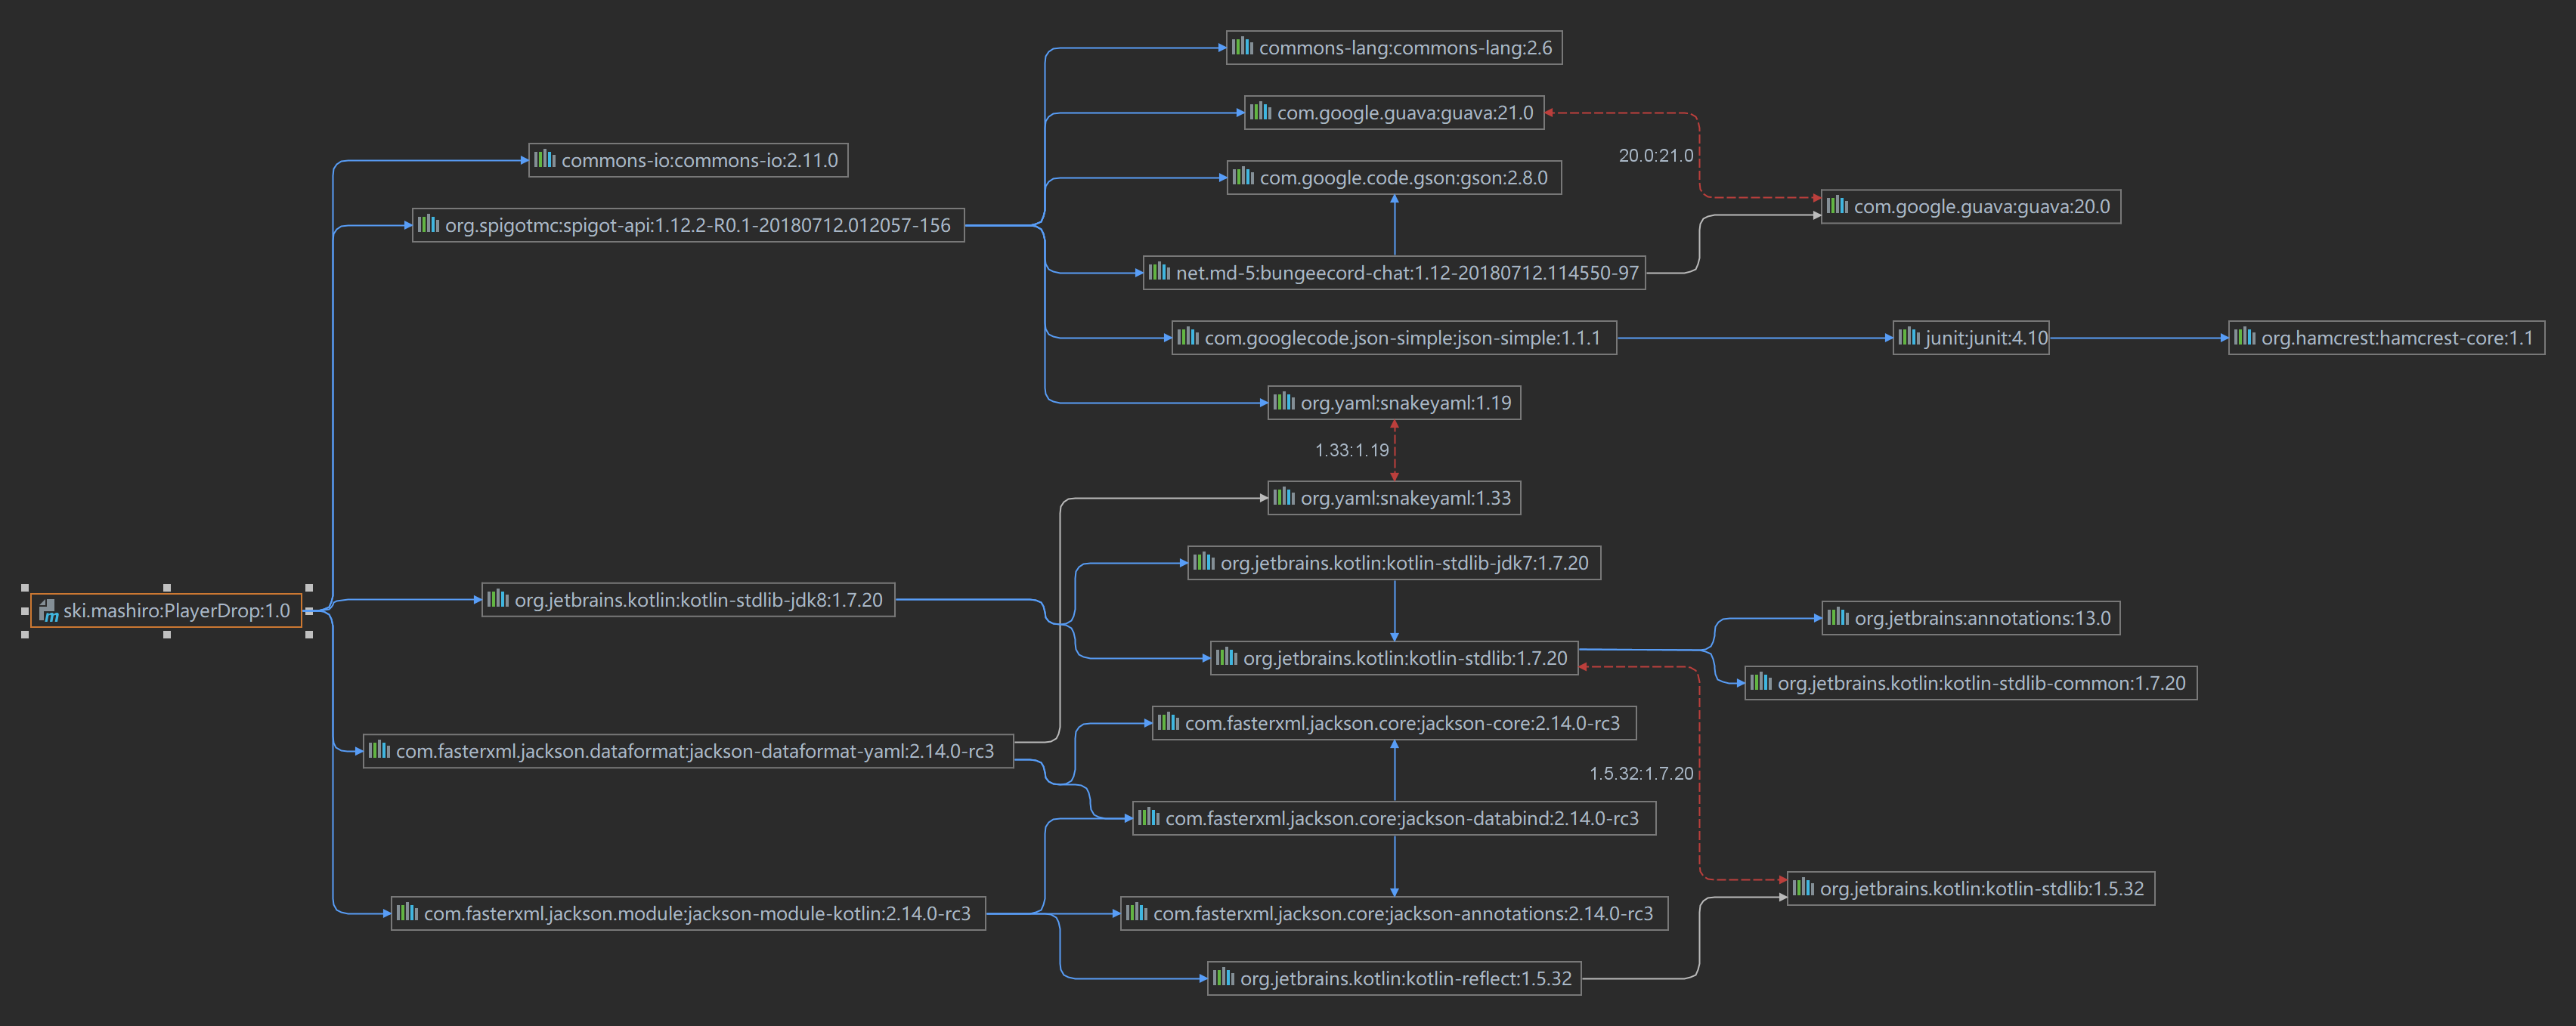 commons-lang:commons-lang:2.6
com.google.guava:guava:21.0
20.0:21.0
commons-io:commons-io:2.11.0
com.google.code.gson:gson:2.8.0
com.google.guava:guava:20.0
org.spigotmc:spigot-api:1.12.2-R0.1-20180712.012057-156
net.md-5:bungeecord-chat:1.12-20180712.114550-97
com.googlecode.json-simple:json-simple:1.1.1
junit:junit:4.10
org.hamcrest:hamcrest-core:1.1
org.yaml:snakeyaml:1.19
1.33:1.19
org.yaml:snakeyaml:1.33
org.jetbrains.kotlin:kotlin-stdlib-jdk7:1.7.20
ski.mashiro:PlayerDrop:1.0
org.jetbrains.kotlin:kotlin-stdlib-jdk8:1.7.20
org.jetbrains:annotations:13.0
org.jetbrains.kotlin:kotlin-stdlib:1.7.20
org.jetbrains.kotlin:kotlin-stdlib-common:1.7.20
com.fasterxml.jackson.core:jackson-core:2.14.0-rc3
com.fasterxml.jackson.dataformat:jackson-dataformat-yaml:2.14.0-rc3
1.5.32:1.7.20
com.fasterxml.jackson.core:jackson-databind:2.14.0-rc3
org.jetbrains.kotlin:kotlin-stdlib:1.5.32
com.fasterxml.jackson.module:jackson-module-kotlin:2.14.0-rc3
com.fasterxml.jackson.core:jackson-annotations:2.14.0-rc3
org.jetbrains.kotlin:kotlin-reflect:1.5.32